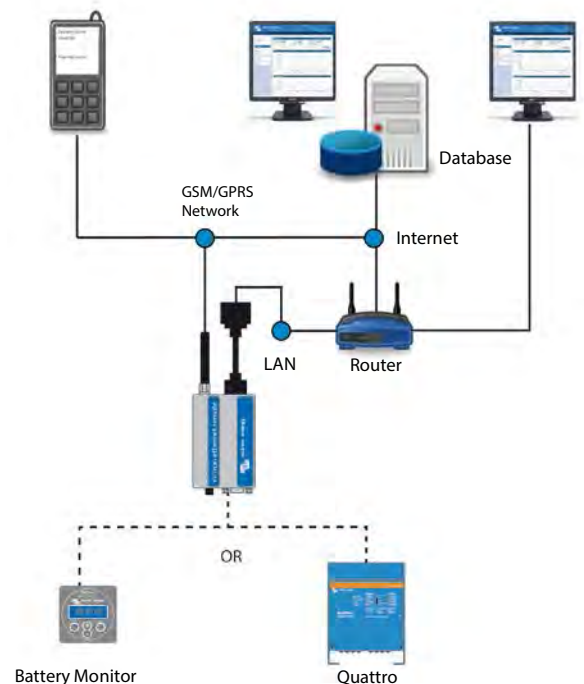 Database
GSM/GPRS
Network
Internet
LAN
Router
OR
Battery Monitor
Quattro